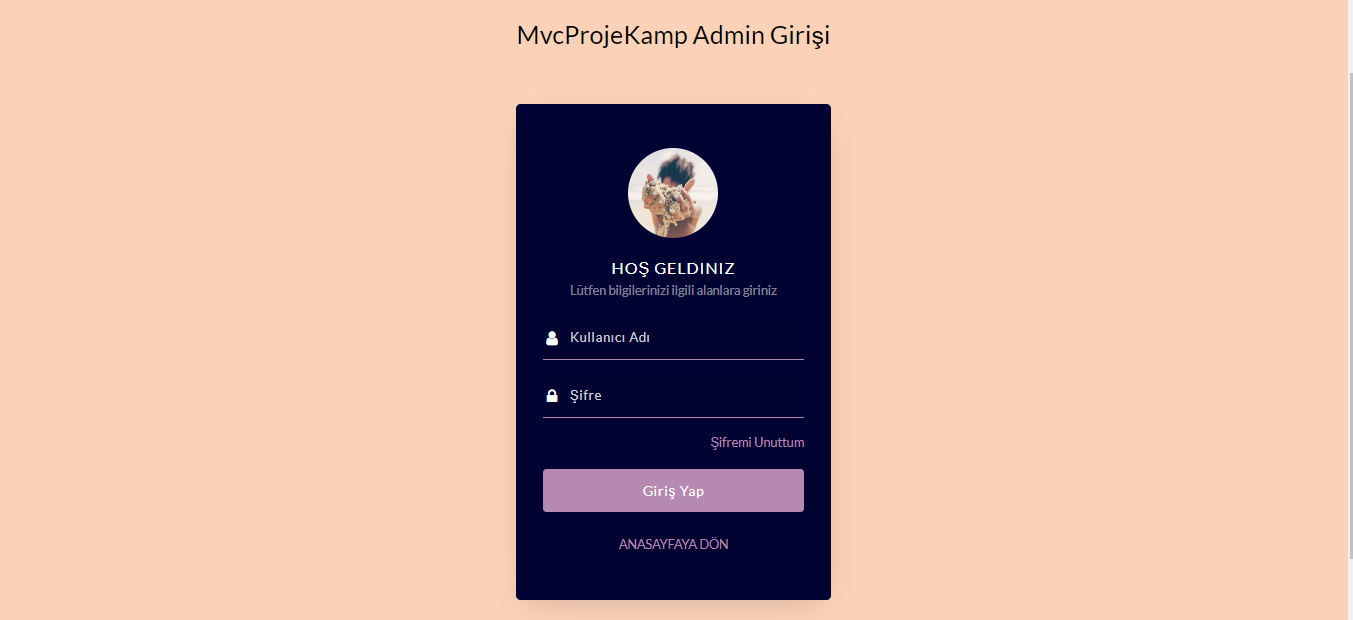 MvcProjeKamp Admin Girişi
HOŞ GELDINIZ
Lütfen bilgilerinizi ilgili alanlara giriniz
Kullanıcı Adı
Şifre
Şifremi Unuttum
Giriş Yap
ANASAYFAYA DÖN